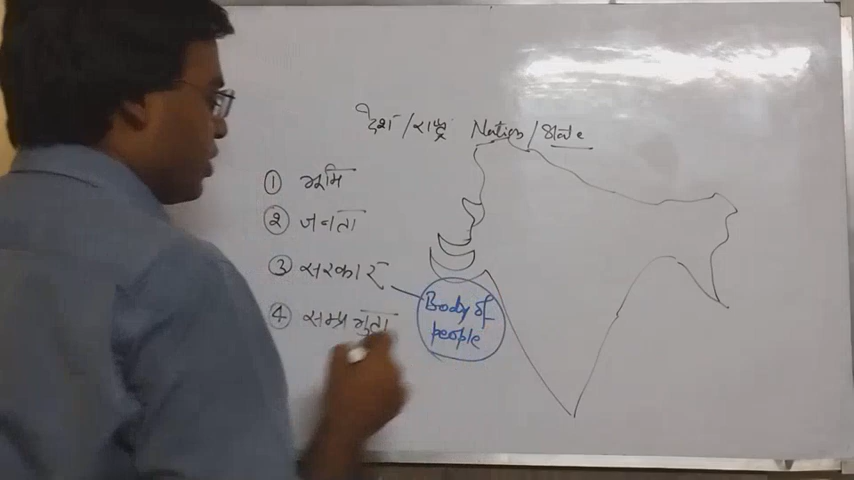 देश/राष्ट्र Nation/State
① भूमि
② जनता
③ सरकार
④ सम्प्रभुता
Body of
people